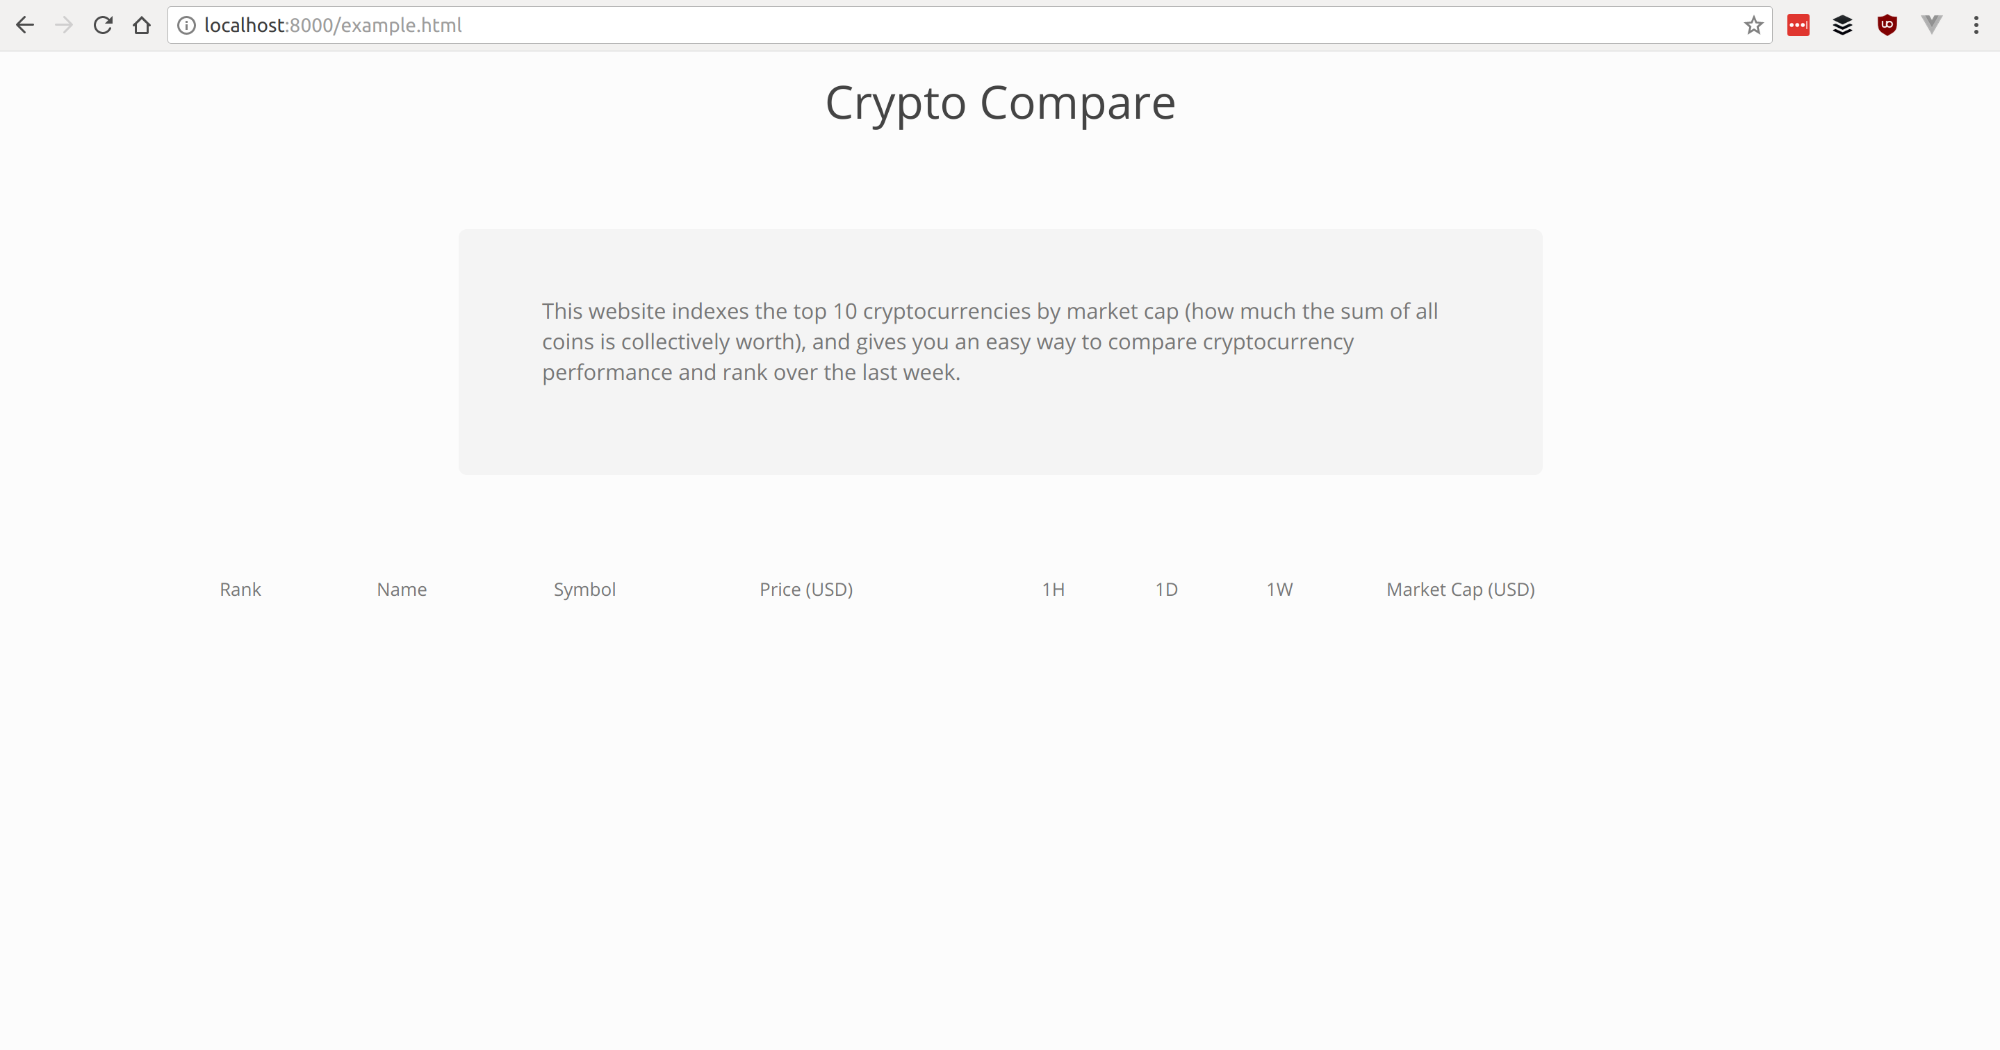 localhost:8000/example.html
Crypto Compare
This website indexes the top 10 cryptocurrencies by market cap (how much the sum of all
coins is collectively worth), and gives you an easy way to compare cryptocurrency
performance and rank over the last week.
Rank Name Symbol Price (USD) 1H 1D 1W Market Cap (USD)